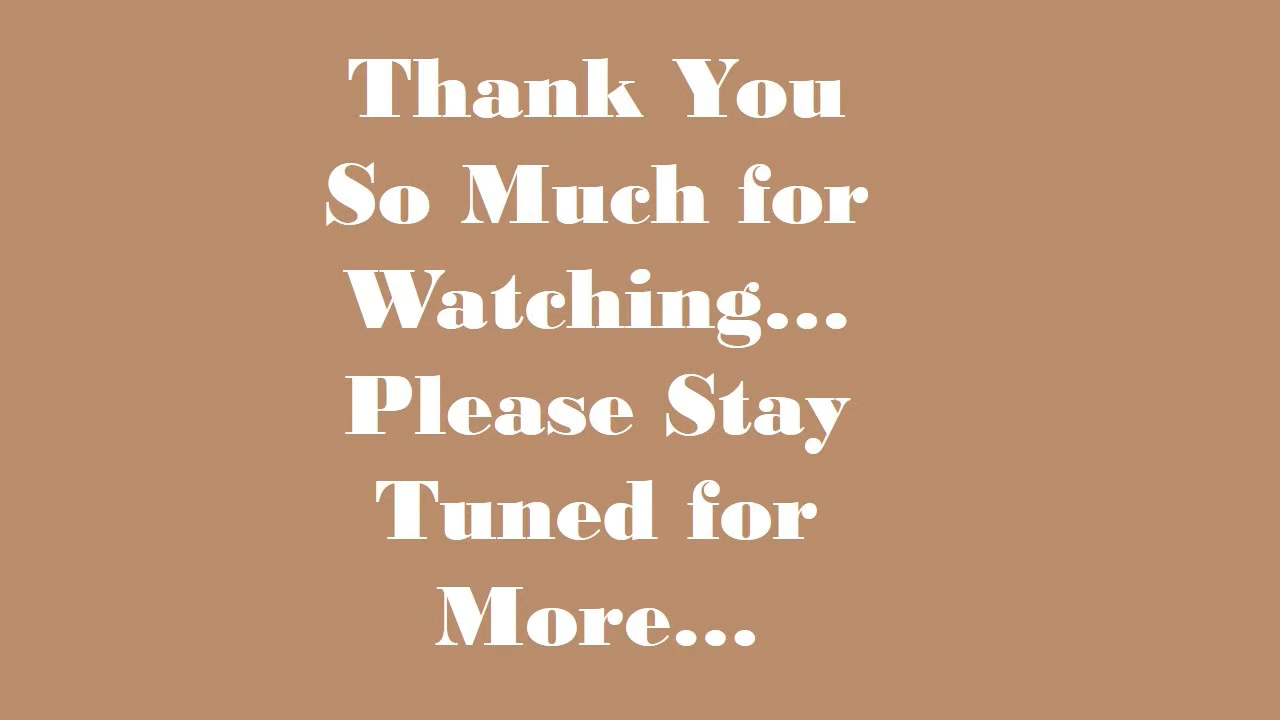 Thank You
So Much for
Watching...
Please Stay
Tuned for
More...